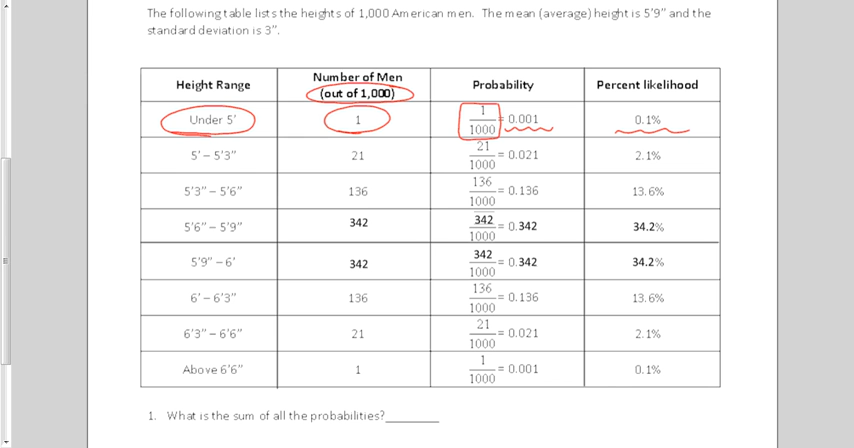 The following table lists the heights of 1,000 American men. The mean (average) height is 5'9" and the
standard deviation is 3".
Height Range Number of Men (out of 1,000) Probability Percent likelihood
Under 5' 1 1/1000 = 0.001 0.1%
5' – 5'3" 21 21/1000 = 0.021 2.1%
5'3" – 5'6" 136 136/1000 = 0.136 13.6%
5'6" – 5'9" 342 342/1000 = 0.342 34.2%
5'9" – 6' 342 342/1000 = 0.342 34.2%
6' – 6'3" 136 136/1000 = 0.136 13.6%
6'3" – 6'6" 21 21/1000 = 0.021 2.1%
Above 6'6" 1 1/1000 = 0.001 0.1%
1. What is the sum of all the probabilities?________